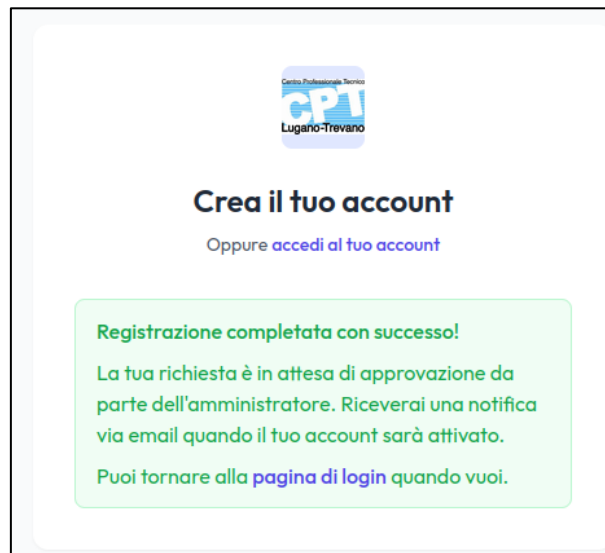 Centro Professionale Tecnico
CPT
Lugano-Trevano
Crea il tuo account
Oppure accedi al tuo account
Registrazione completata con successo!
La tua richiesta è in attesa di approvazione da
parte dell'amministratore. Riceverai una notifica
via email quando il tuo account sarà attivato.
Puoi tornare alla pagina di login quando vuoi.